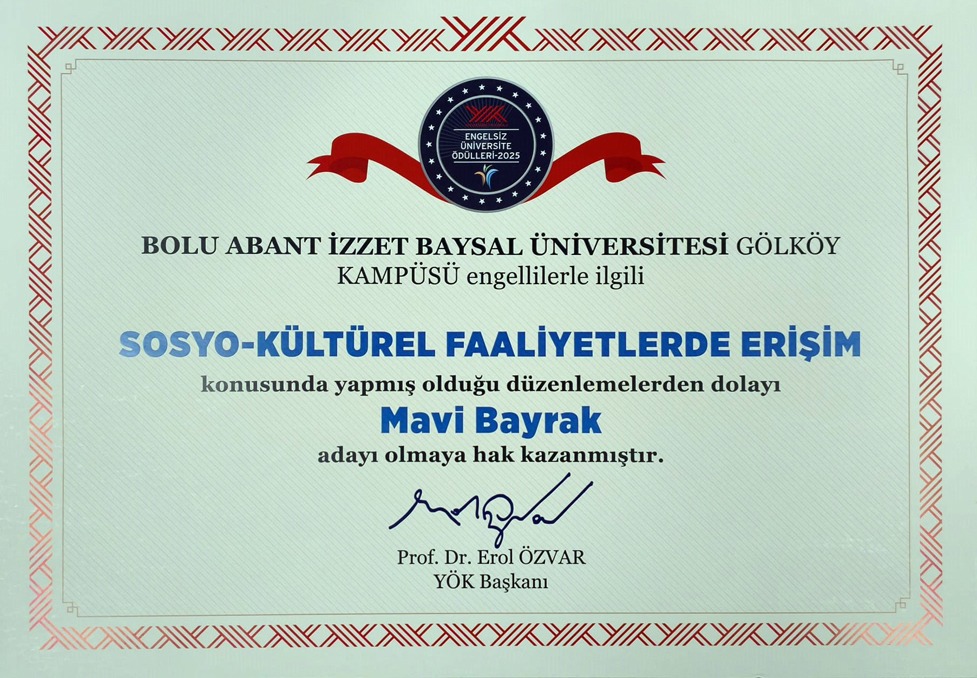 ENGELSİZ
ÜNİVERSİTE
ÖDÜLLERİ-2025
BOLU ABANT İZZET BAYSAL ÜNİVERSİTESİ GÖLKÖY
KAMPÜSÜ engellilerle ilgili
SOSYO-KÜLTÜREL FAALİYETLERDE ERİŞİM
konusunda yapmış olduğu düzenlemelerden dolayı
Mavi Bayrak
adayı olmaya hak kazanmıştır.
Prof. Dr. Erol ÖZVAR
YÖK Başkanı